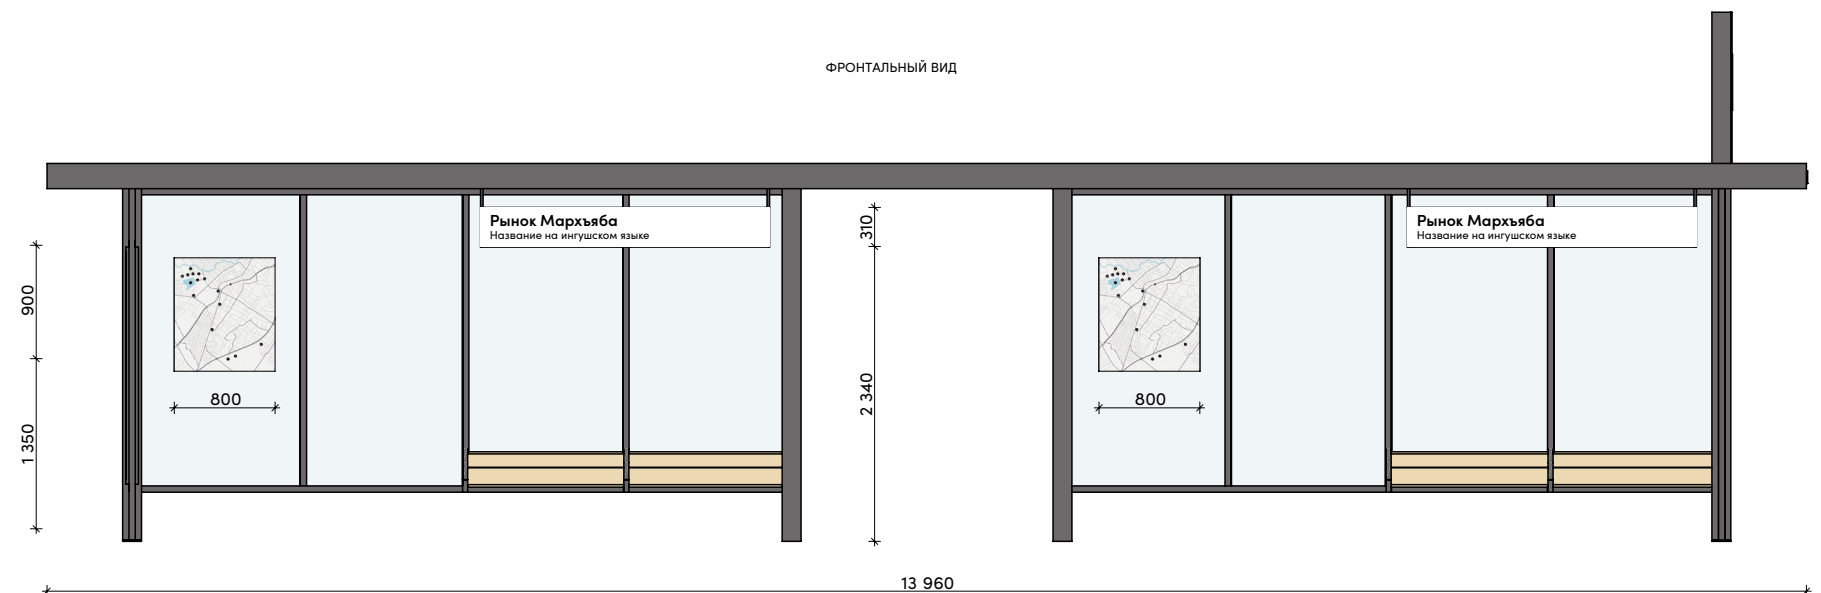 ФРОНТАЛЬНЫЙ ВИД
Рынок Мархъяба
Название на ингушском языке
Рынок Мархъяба
Название на ингушском языке
310
900
800
2 340
800
1 350
13 960